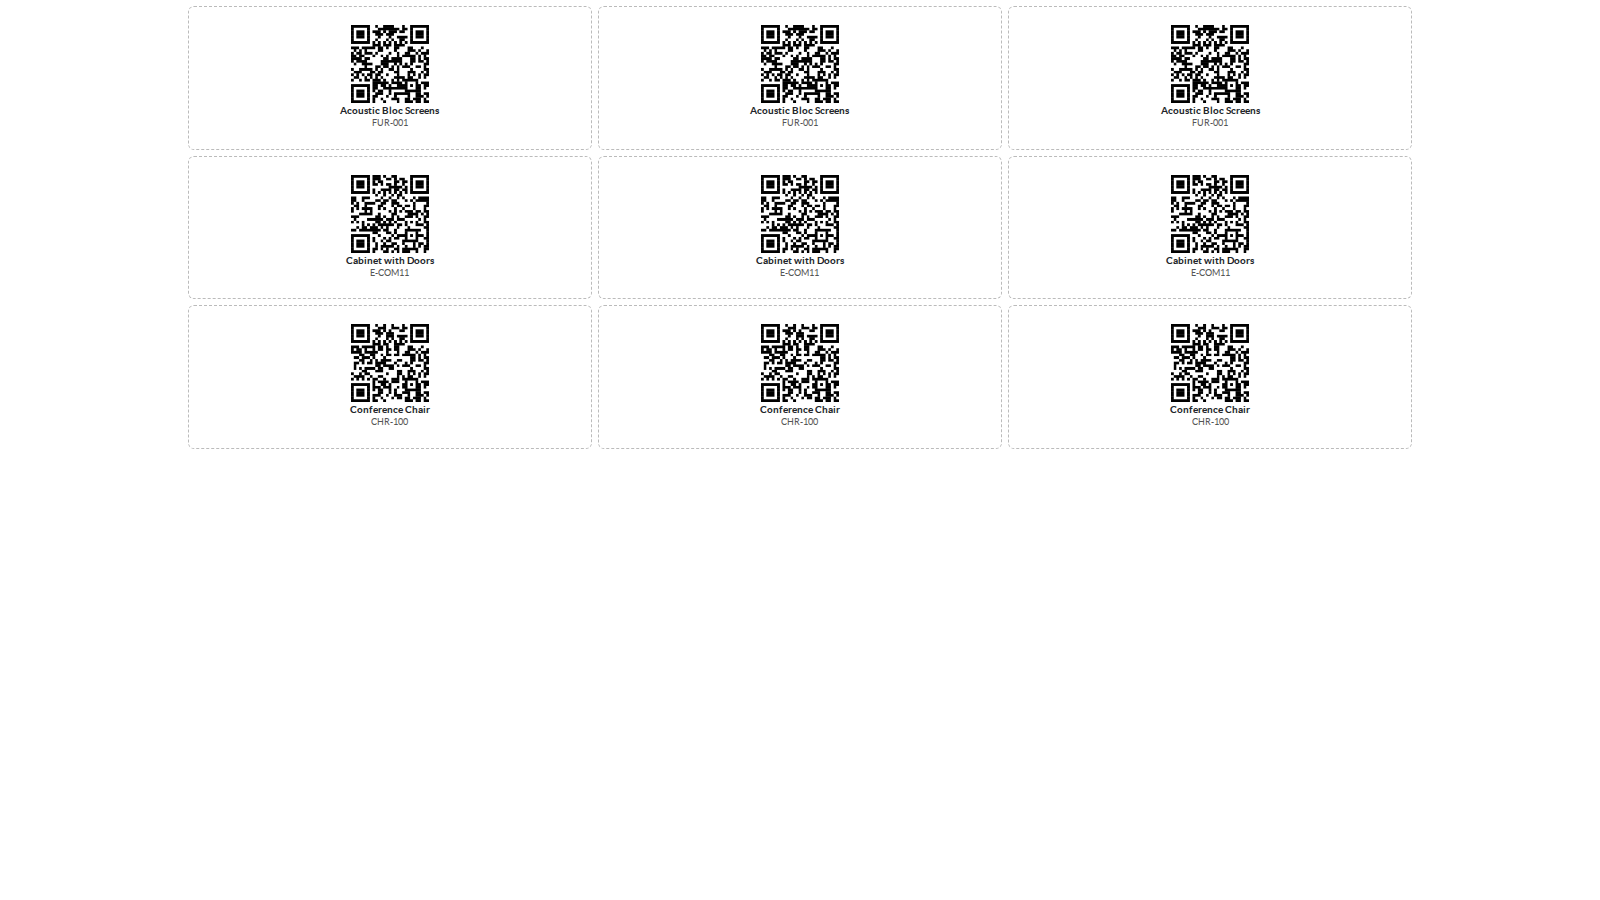 Acoustic Bloc Screens
FUR-001
Acoustic Bloc Screens
FUR-001
Acoustic Bloc Screens
FUR-001
Cabinet with Doors
E-COM11
Cabinet with Doors
E-COM11
Cabinet with Doors
E-COM11
Conference Chair
CHR-100
Conference Chair
CHR-100
Conference Chair
CHR-100